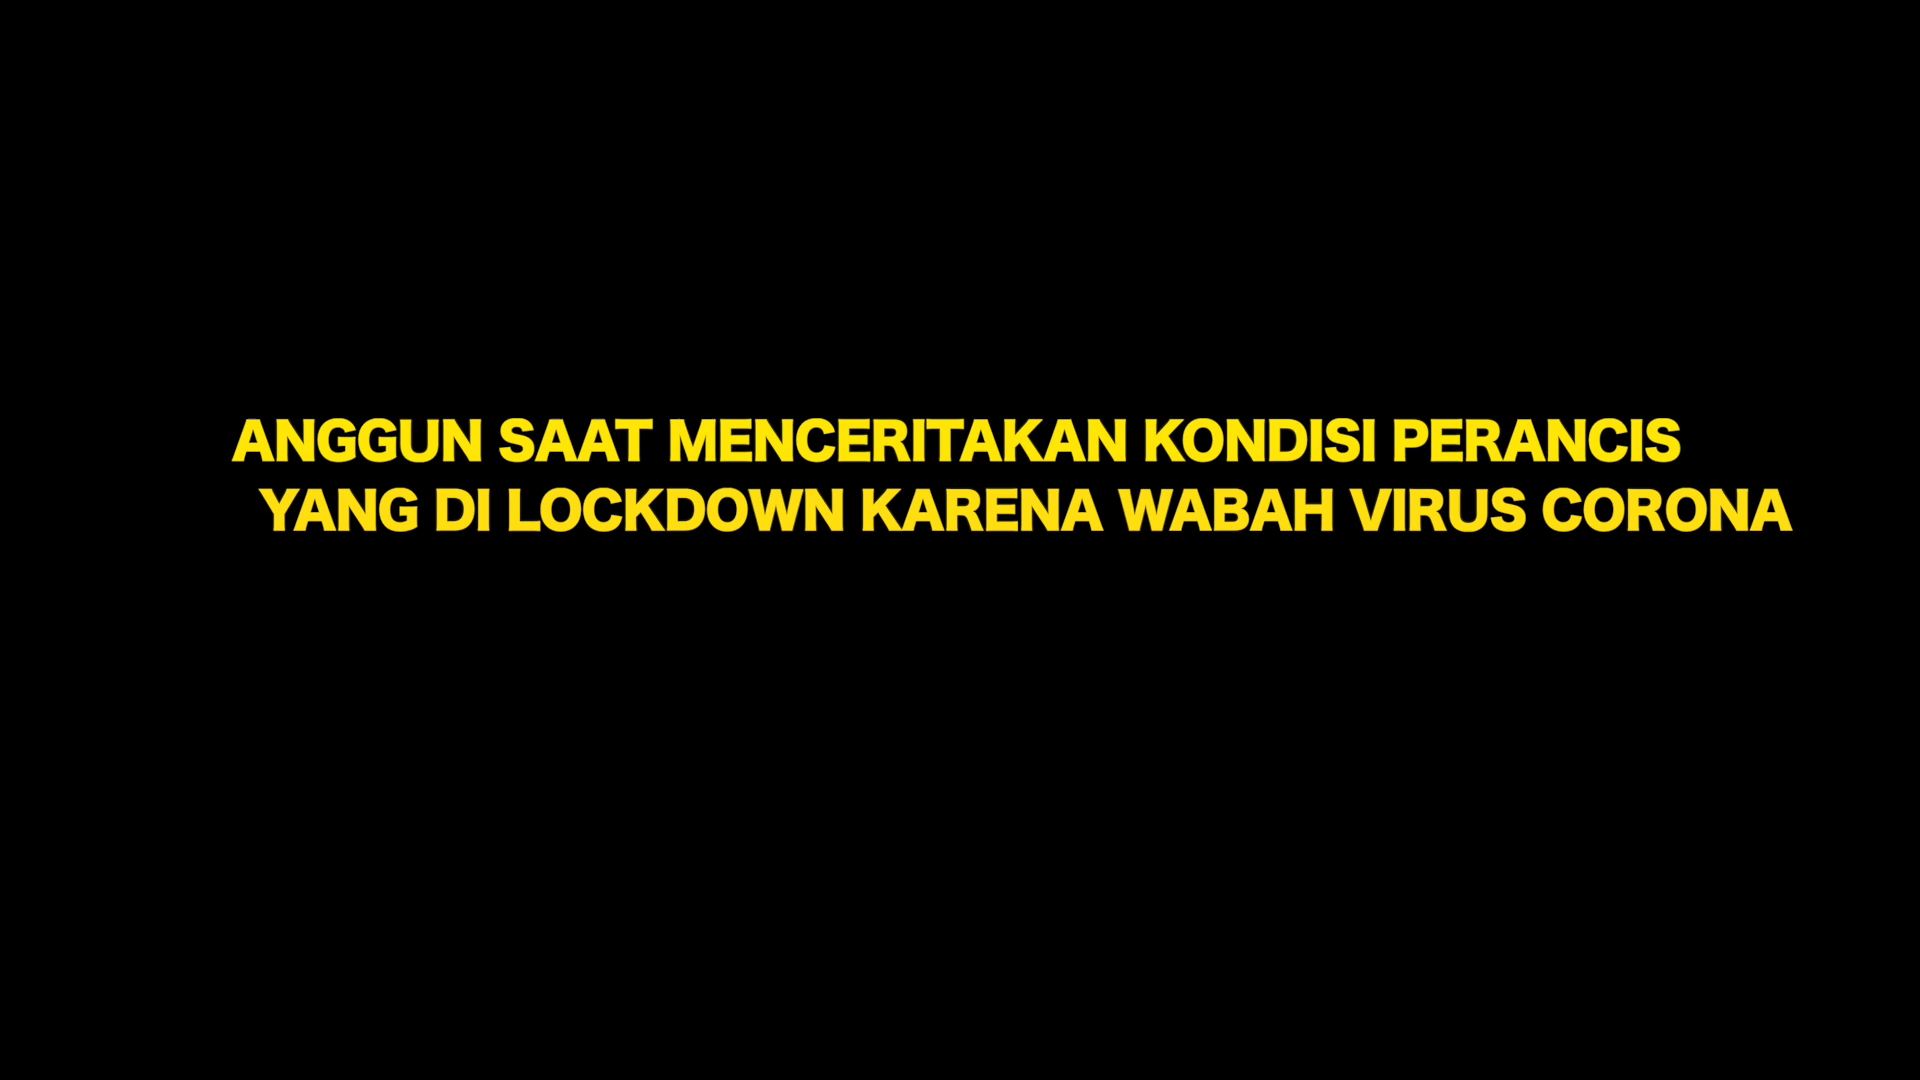 ANGGUN SAAT MENCERITAKAN KONDISI PERANCIS
YANG DI LOCKDOWN KARENA WABAH VIRUS CORONA